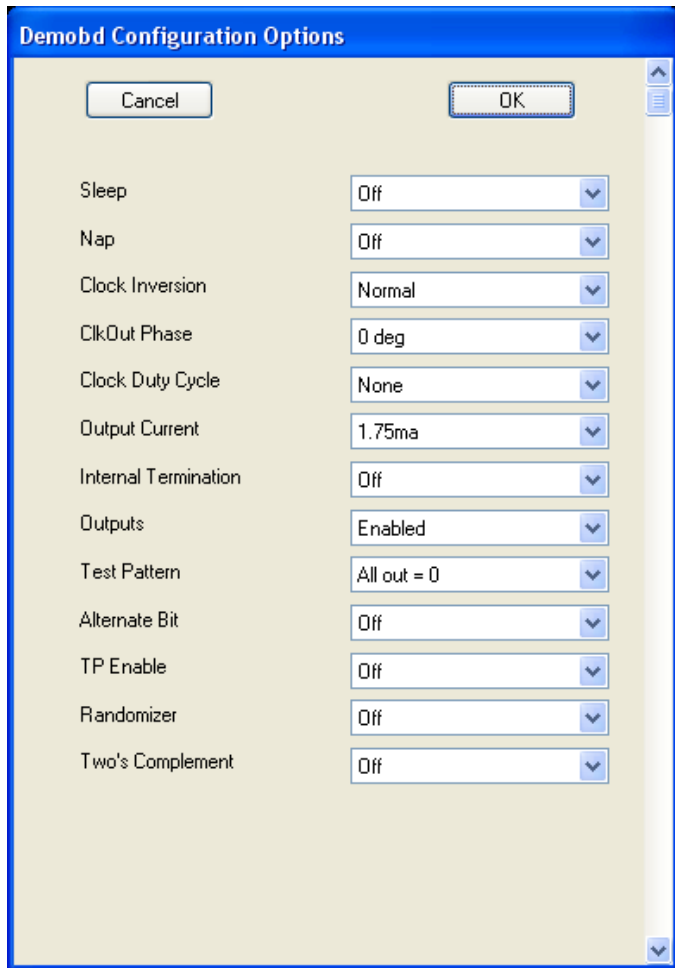 Demobd Configuration Options
Cancel OK
Sleep Off
Nap Off
Clock Inversion Normal
ClkOut Phase 0 deg
Clock Duty Cycle None
Output Current 1.75ma
Internal Termination Off
Outputs Enabled
Test Pattern All out = 0
Alternate Bit Off
TP Enable Off
Randomizer Off
Two's Complement Off